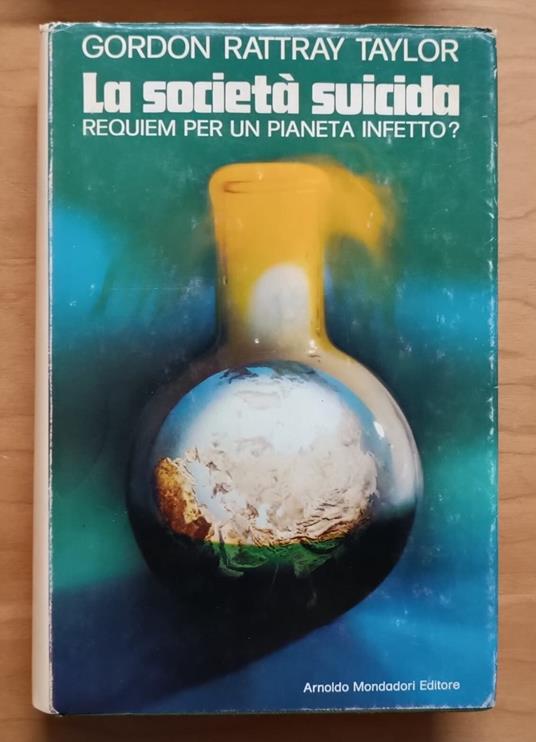 GORDON RATTRAY TAYLOR
La società suicida
REQUIEM PER UN PIANETA INFETTO?
Arnoldo Mondadori Editore